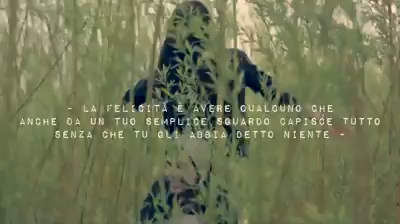 - LA FELICITÀ È AVERE QUALCUNO CHE
ANCHE DA UN TUO SEMPLICE SGUARDO CAPISCE TUTTO
SENZA CHE TU GLI ABBIA DETTO NIENTE -